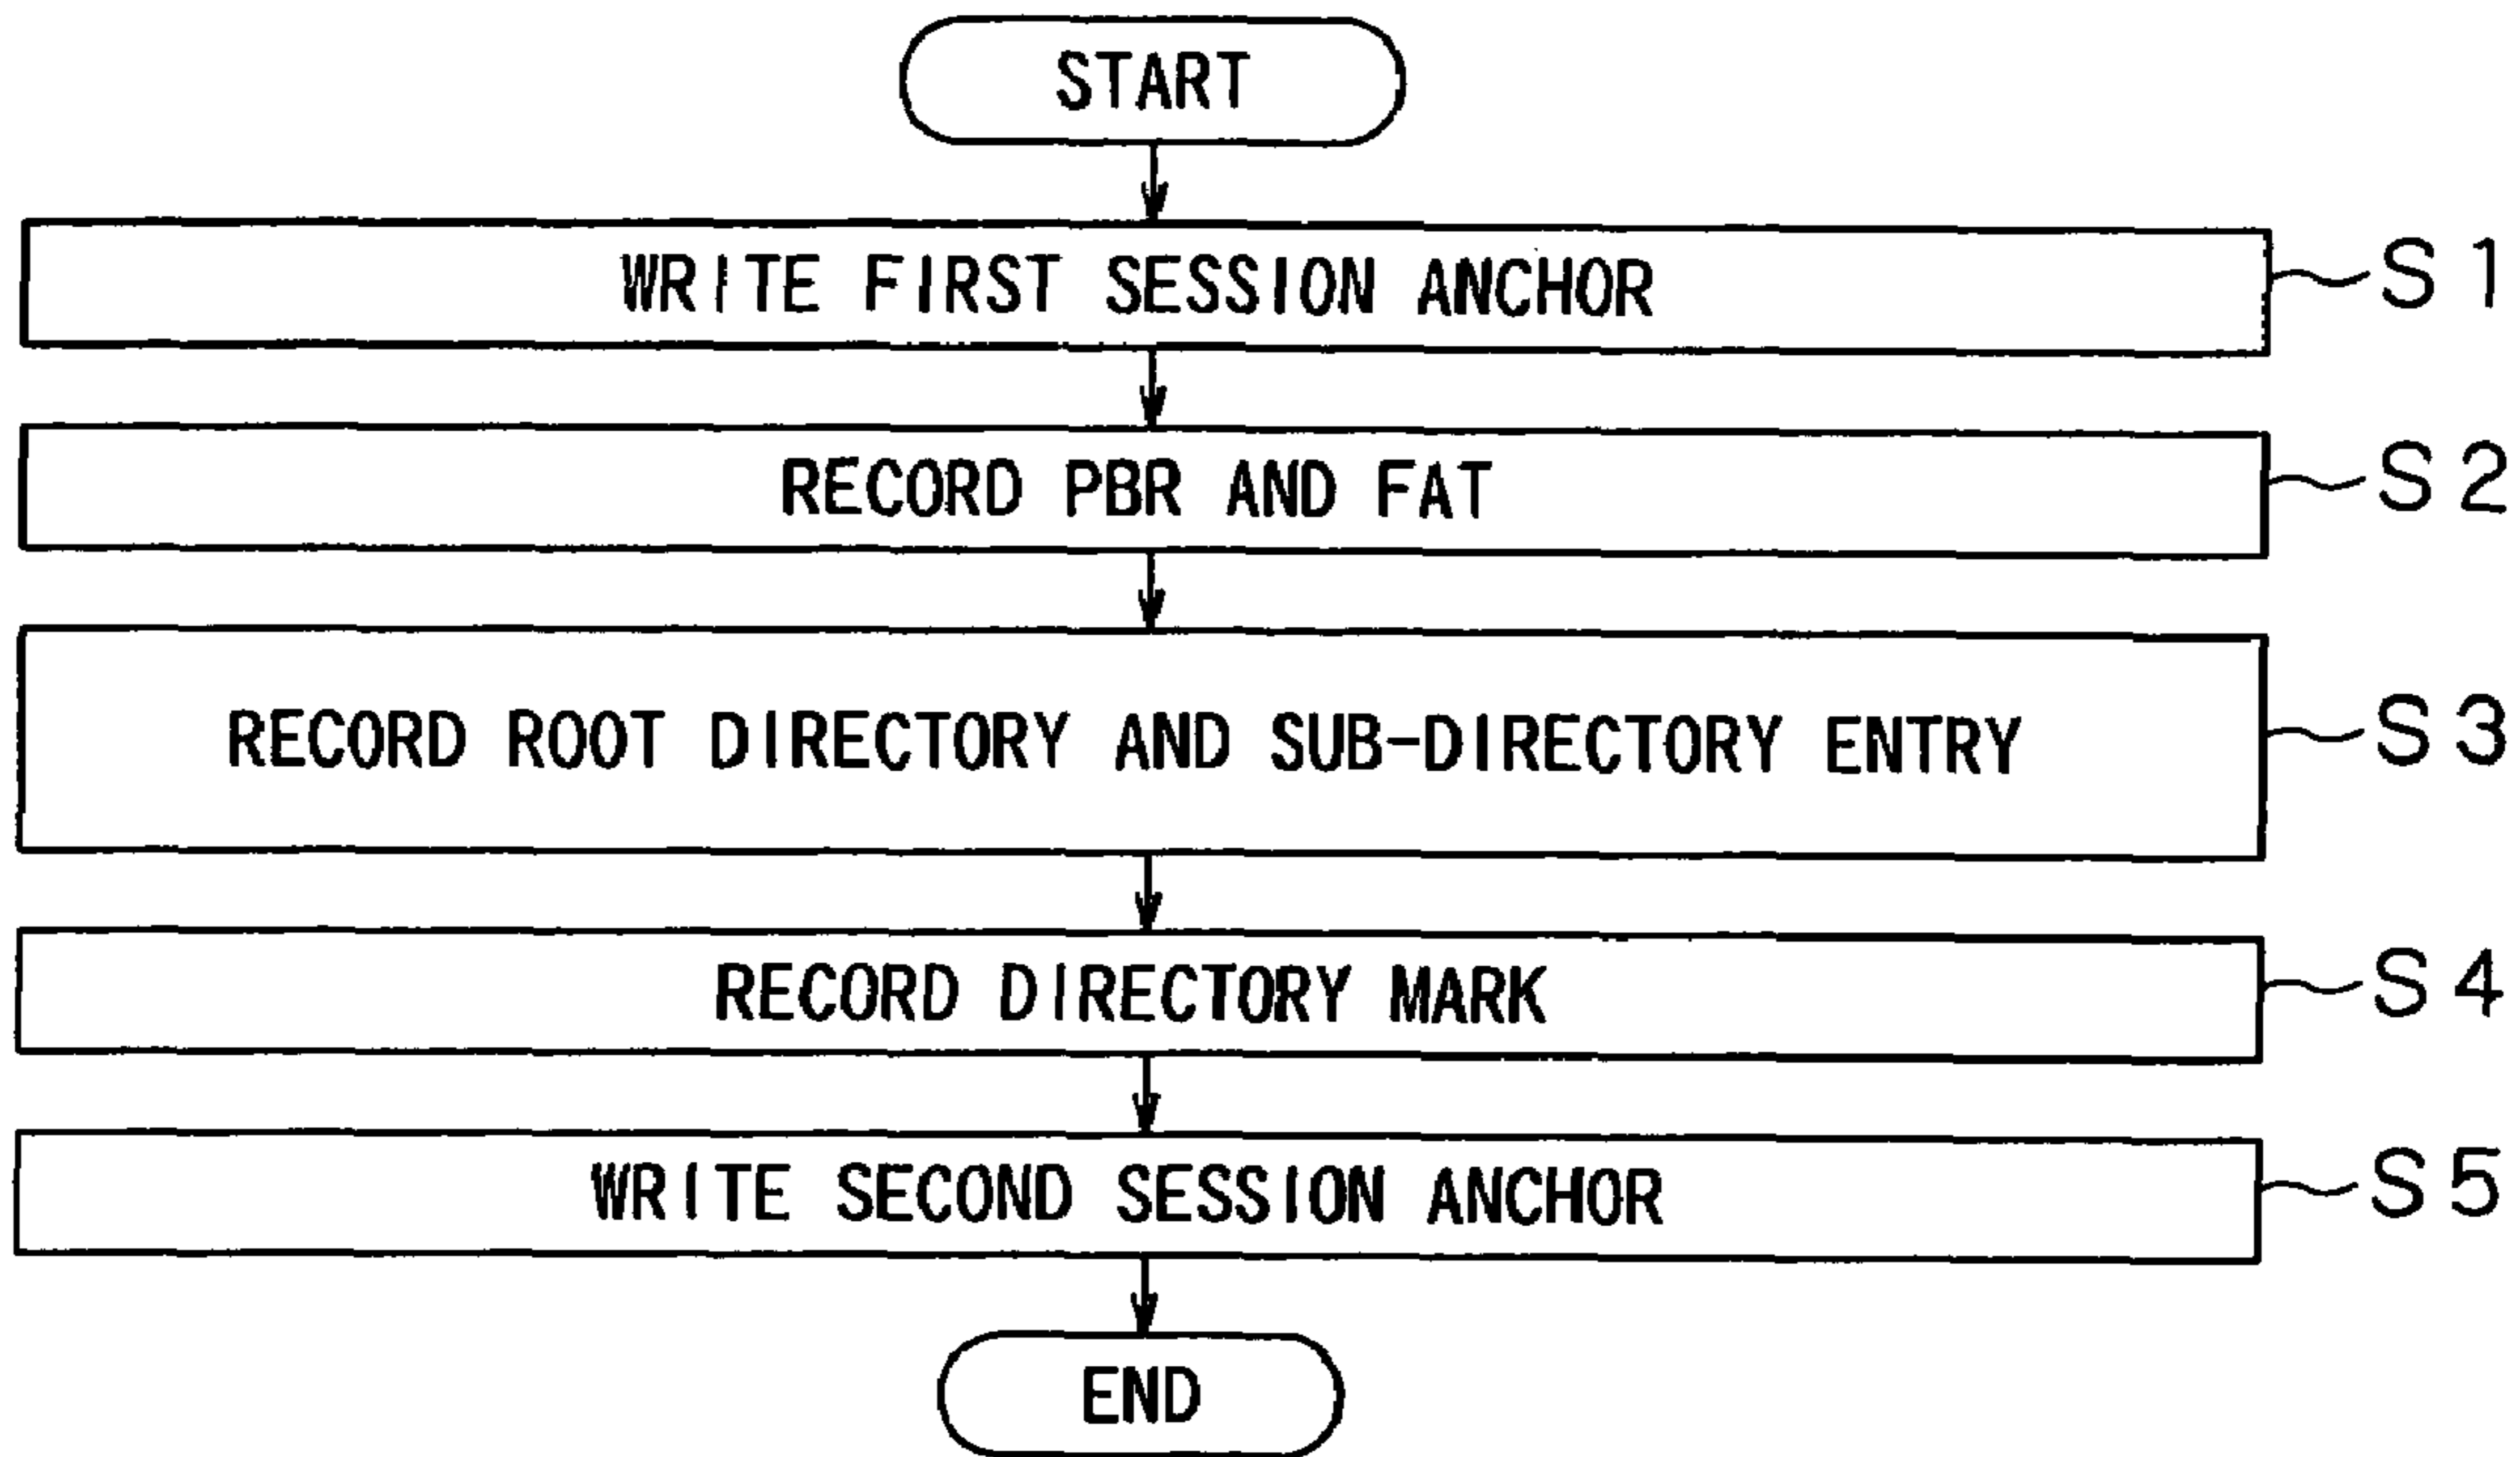 START
WRITE FIRST SESSION ANCHOR
S1
RECORD PBR AND FAT
S2
RECORD ROOT DIRECTORY AND SUB-DIRECTORY ENTRY
S3
RECORD DIRECTORY MARK
S4
WRITE SECOND SESSION ANCHOR
S5
END